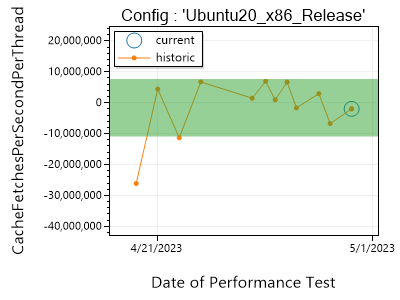 Config : 'Ubuntu20_x86_Release'
CacheFetchesPerSecondPerThread
20,000,000
10,000,000
0
-10,000,000
-20,000,000
-30,000,000
-40,000,000
current
historic
4/21/2023
5/1/2023
Date of Performance Test